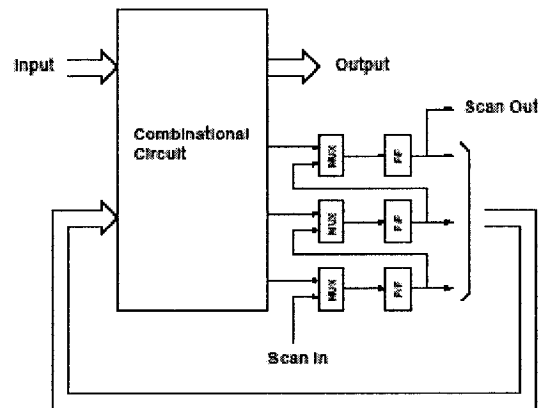 Input
Output
Scan Out
Combinational
Circuit
MUX
F/F
MUX
F/F
MUX
F/F
Scan In